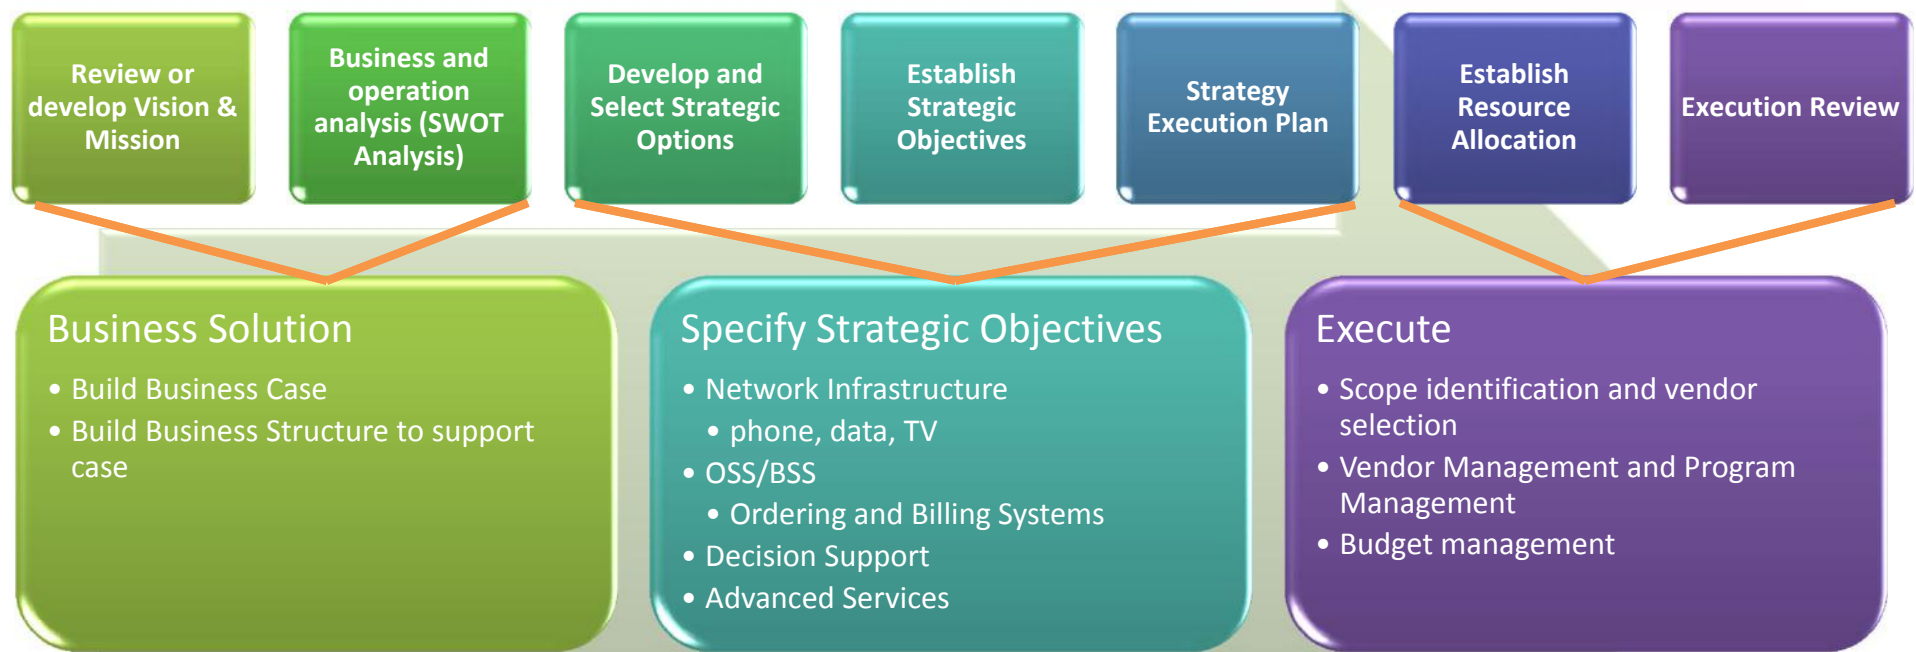 Review or
develop Vision &
Mission
Business and
operation
analysis (SWOT
Analysis)
Develop and
Select Strategic
Options
Establish
Strategic
Objectives
Strategy
Execution Plan
Establish
Resource
Allocation
Execution Review
Business Solution
• Build Business Case
• Build Business Structure to support
case
Specify Strategic Objectives
• Network Infrastructure
• phone, data, TV
• OSS/BSS
• Ordering and Billing Systems
• Decision Support
• Advanced Services
Execute
• Scope identification and vendor
selection
• Vendor Management and Program
Management
• Budget management